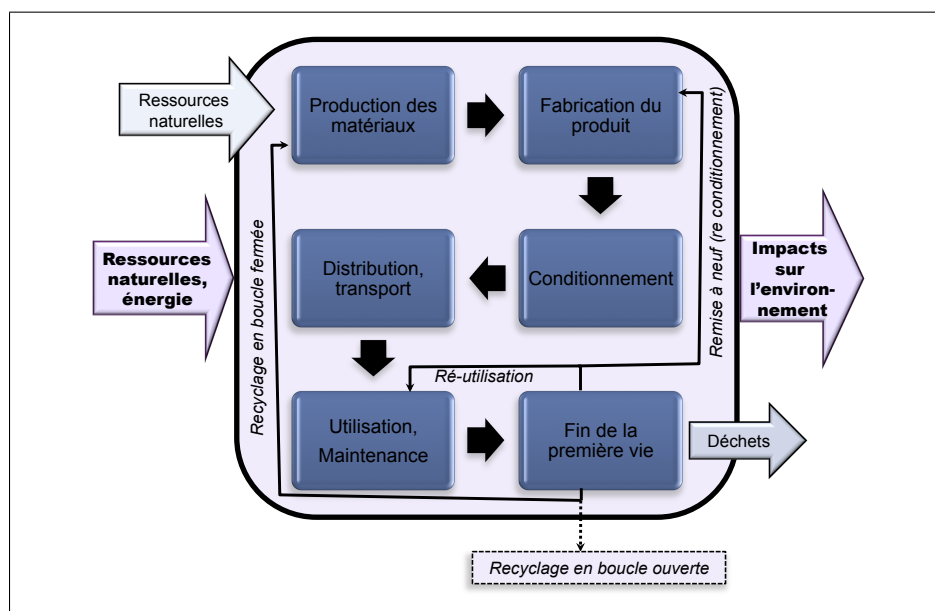 Ressources
naturelles
Production des
matériaux
Fabrication du
produit
Ressources
naturelles,
énergie
Recyclage en boucle fermée
Distribution,
transport
Conditionnement
Remise à neuf (re conditionnement)
Impacts
sur
l'environ-
nement
Ré-utilisation
Utilisation,
Maintenance
Fin de la
première vie
Déchets
Recyclage en boucle ouverte